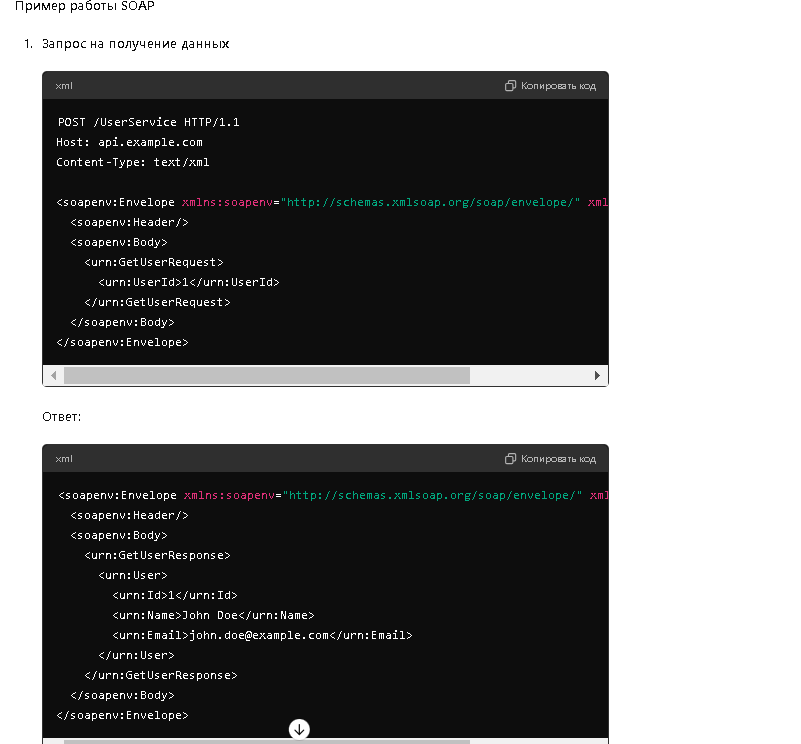 Пример работы SOAP
1. Запрос на получение данных
xml
Копировать код
POST /UserService HTTP/1.1
Host: api.example.com
Content-Type: text/xml
<soapenv:Envelope xmlns:soapenv="http://schemas.xmlsoap.org/soap/envelope/" xml
<soapenv:Header/>
<soapenv:Body>
<urn:GetUserRequest>
<urn:UserId>1</urn:UserId>
</urn:GetUserRequest>
</soapenv:Body>
</soapenv:Envelope>
Ответ:
xml
Копировать код
<soapenv:Envelope xmlns:soapenv="http://schemas.xmlsoap.org/soap/envelope/" xml
<soapenv:Header/>
<soapenv:Body>
<urn:GetUserResponse>
<urn:User>
<urn:Id>1</urn:Id>
<urn:Name>John Doe</urn:Name>
<urn:Email>john.doe@example.com</urn:Email>
</urn:User>
</urn:GetUserResponse>
</soapenv:Body>
</soapenv:Envelope>